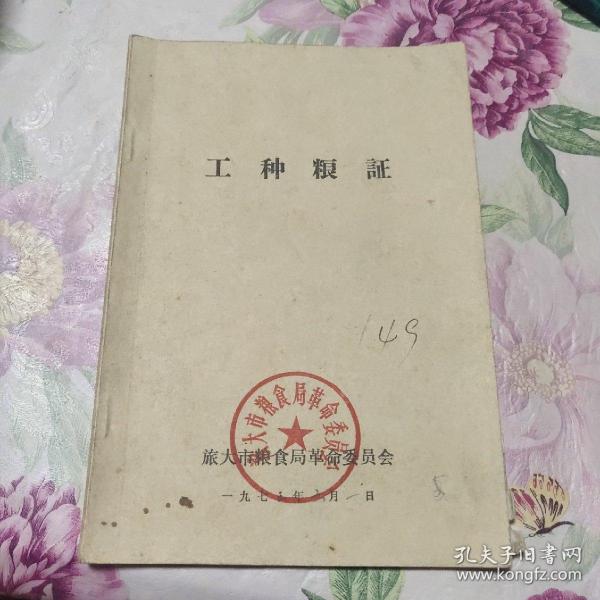 工种粮証
149
旅大市粮食局革命委员会
旅大市粮食局革命委员会
一九七五年 月一日
孔夫子旧书网
www.kongfz.com